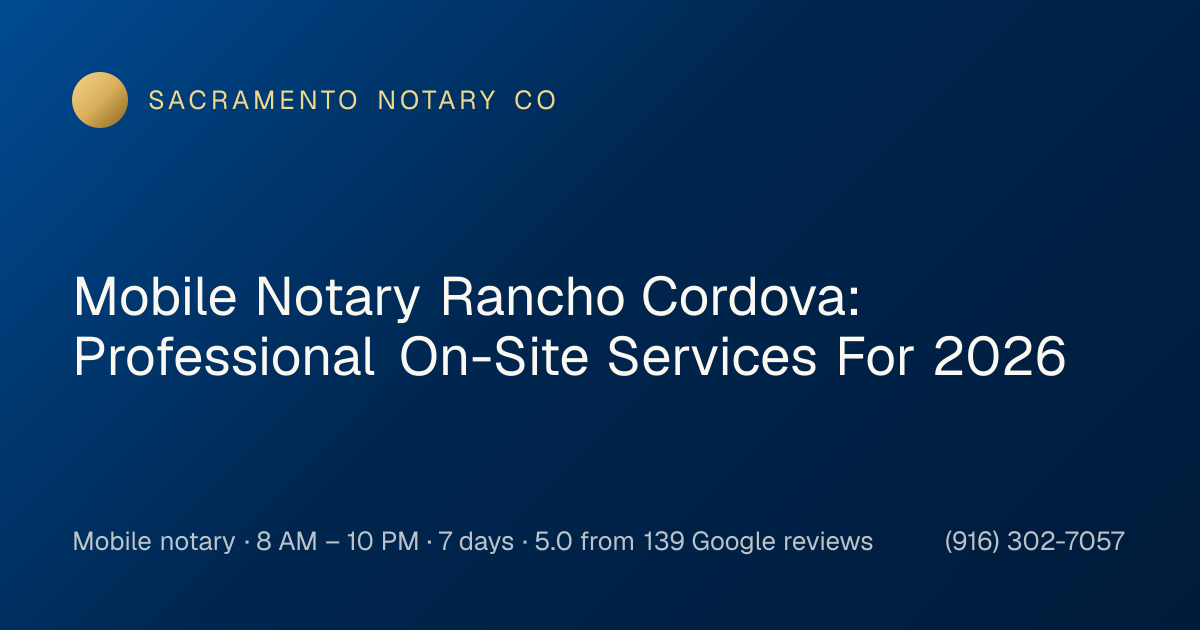 SACRAMENTO NOTARY CO
Mobile Notary Rancho Cordova:
Professional On-Site Services For 2026
Mobile notary · 8 AM – 10 PM · 7 days · 5.0 from 139 Google reviews (916) 302-7057